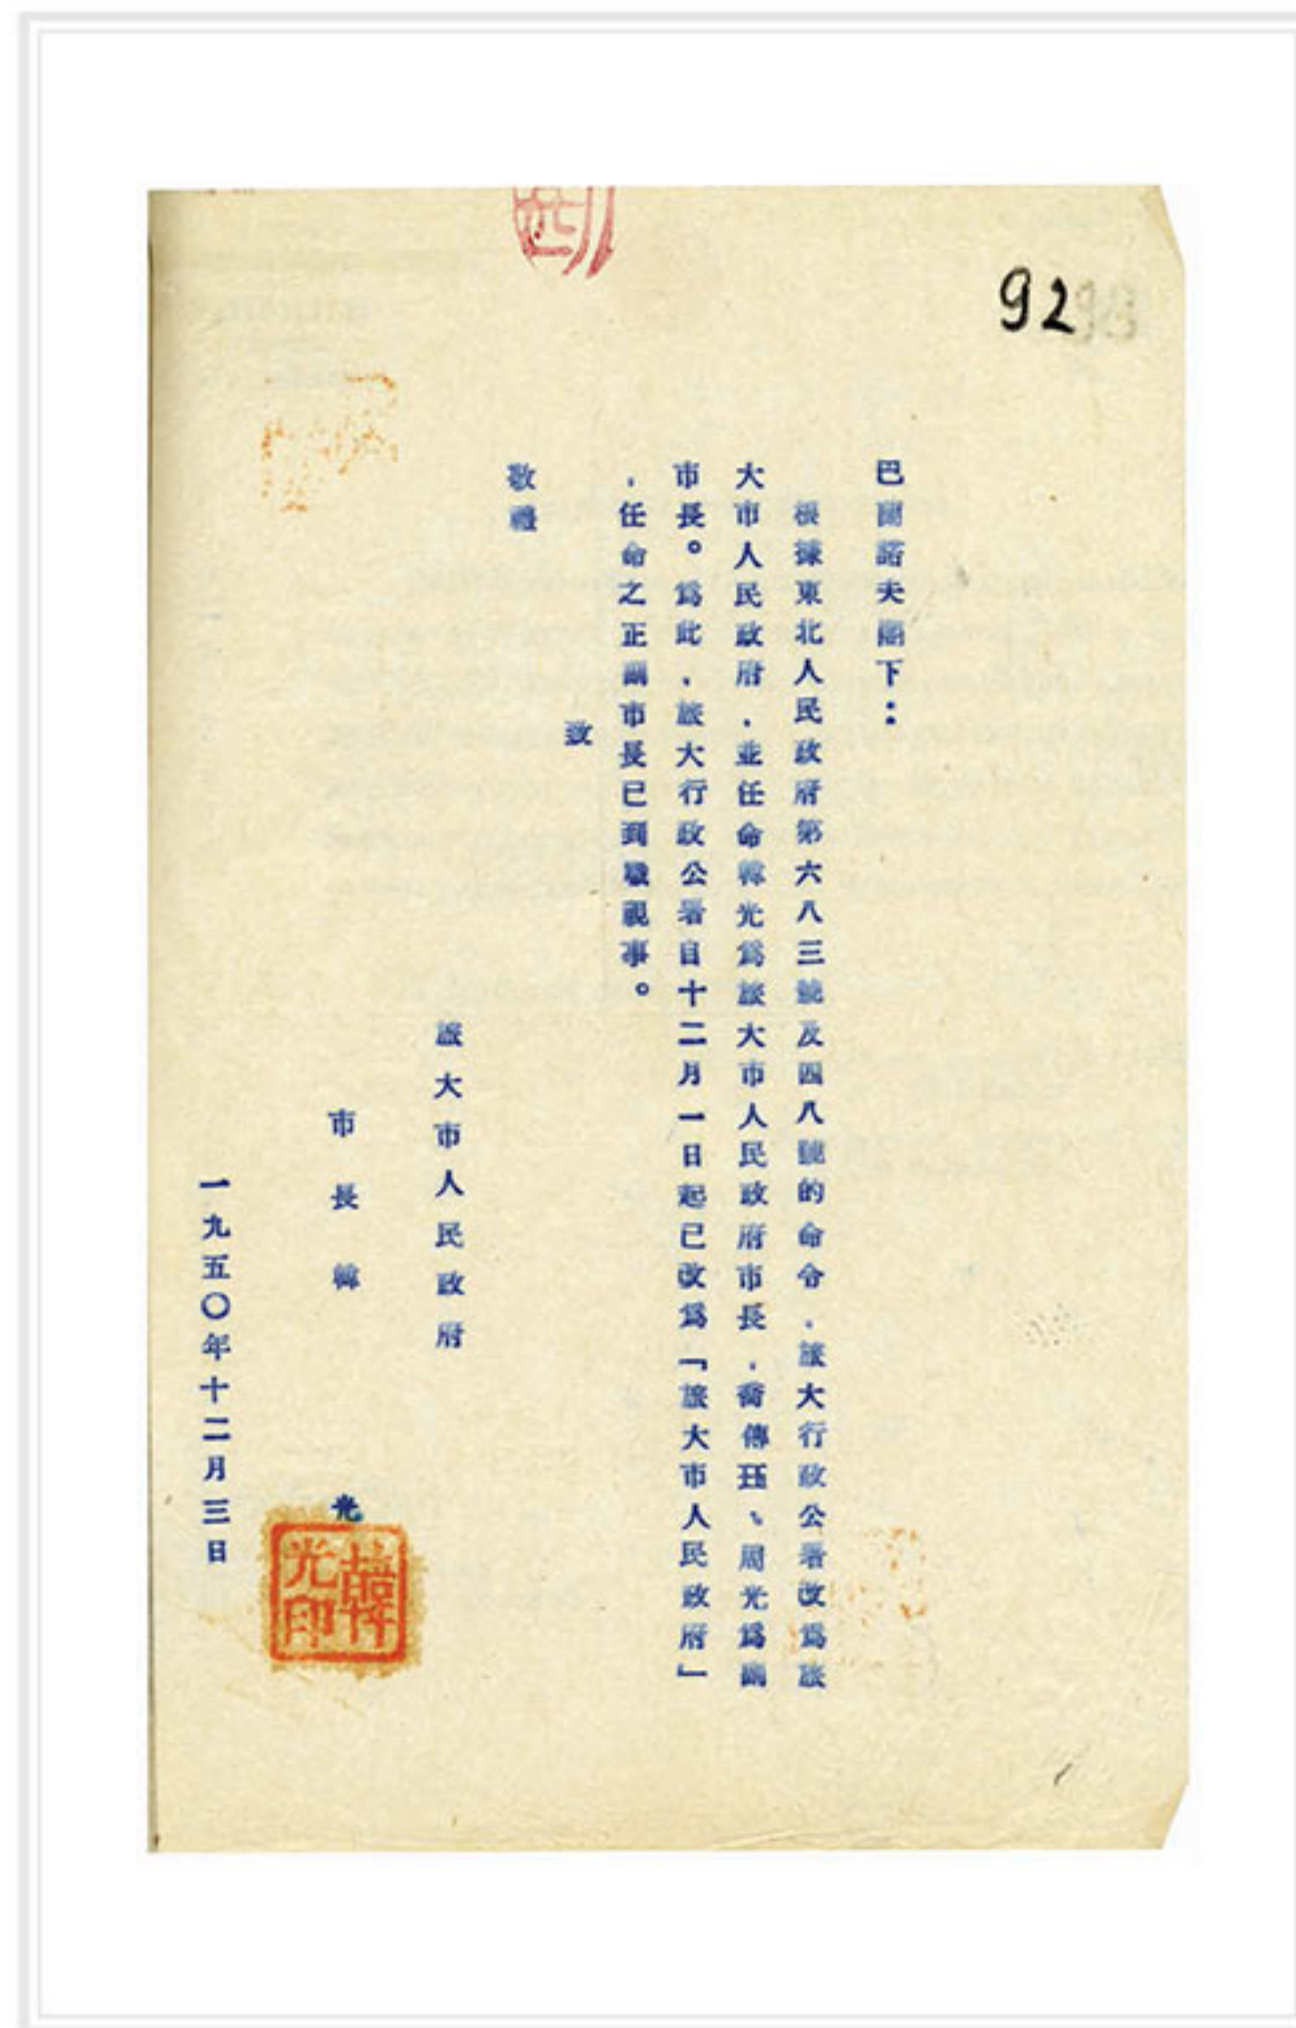 92
巴蘭諾夫閣下：
根據東北人民政府第六八三號及四八號的命令，旅大行政公署改爲旅
大市人民政府，並任命韓光爲旅大市人民政府市長，喬傳珏、周光爲副
市長。爲此，旅大行政公署自十二月一日起已改爲「旅大市人民政府」
，任命之正副市長已到職視事。
致
敬禮
旅大市人民政府
市長韓光
韓光印
一九五〇年十二月三日